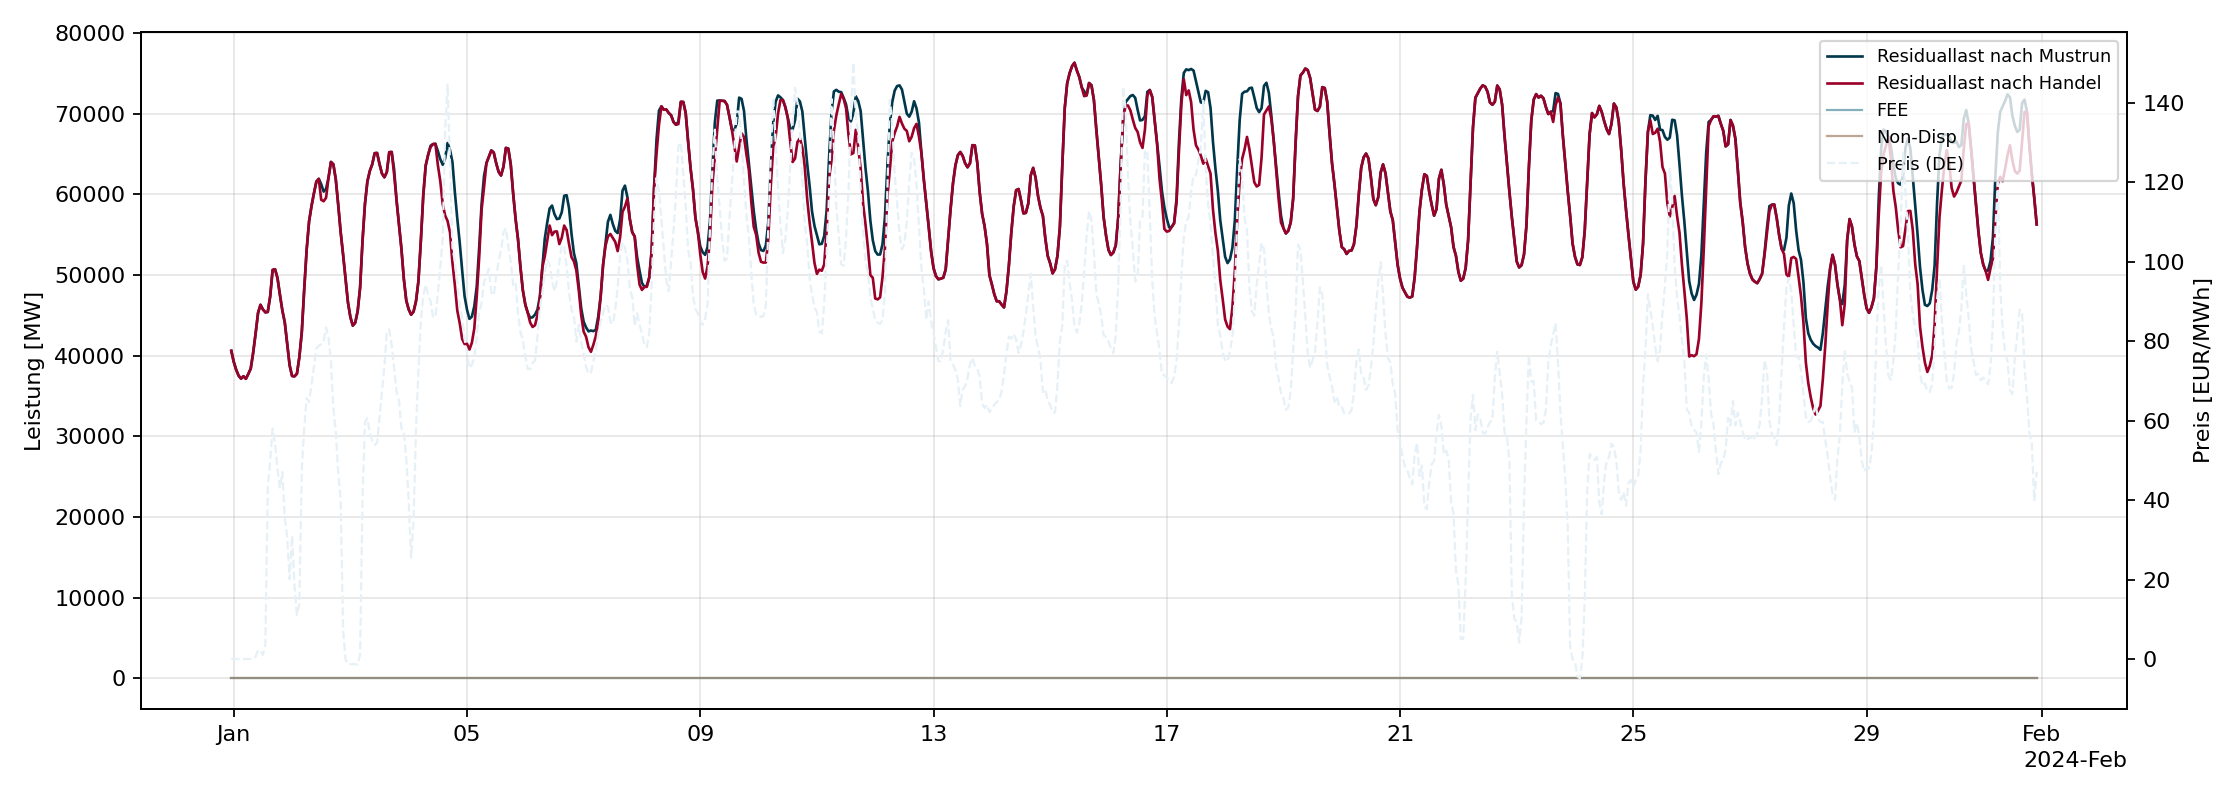 80000
70000
60000
50000
40000
30000
20000
10000
0
Leistung [MW]
Residuallast nach Mustrun
Residuallast nach Handel
FEE
Non-Disp
Preis (DE)
140
120
100
80
60
40
20
0
Preis [EUR/MWh]
Jan 05 09 13 17 21 25 29 Feb
2024-Feb